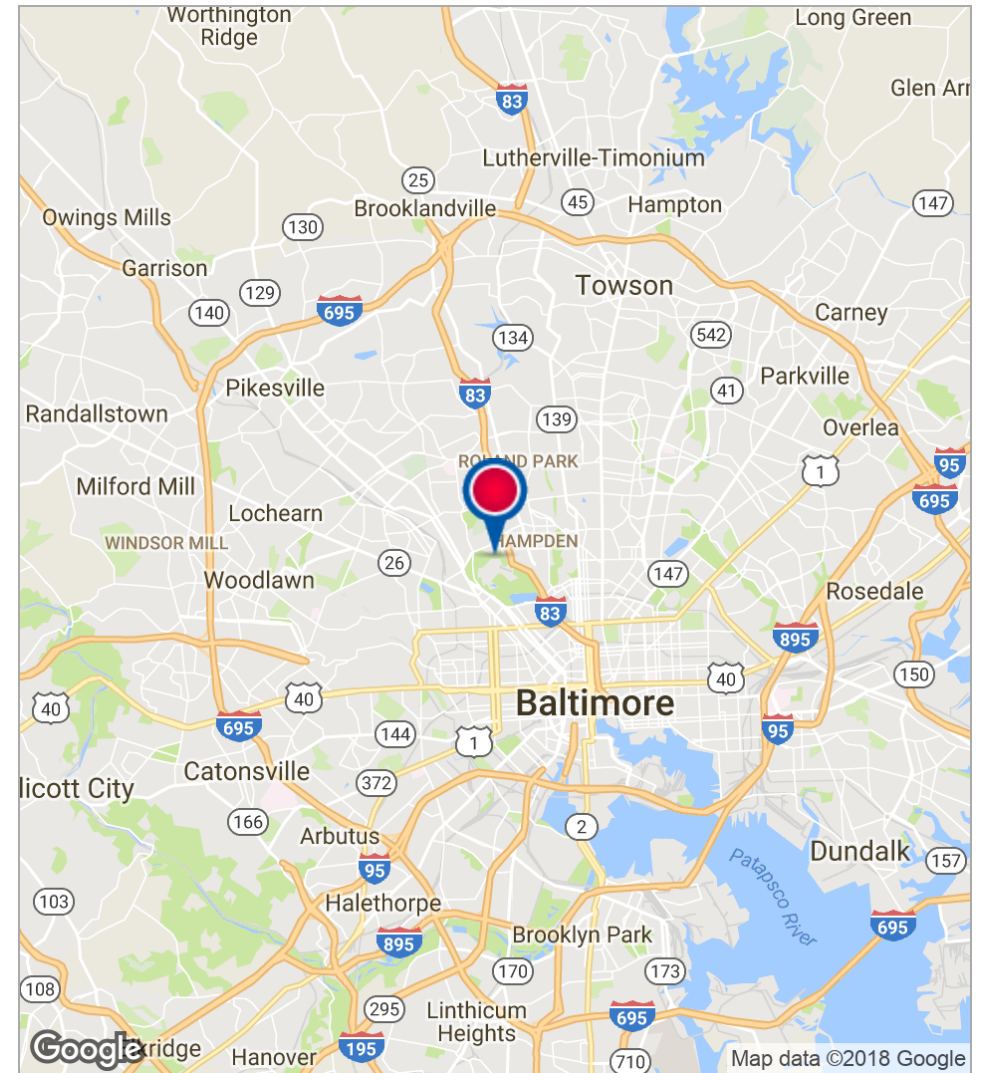 Worthington
Ridge
Long Green
83
Glen Arr
Lutherville-Timonium
25
Brooklandville
45
Hampton
147
Owings Mills
130
Garrison
Towson
129
140
695
Carney
134
542
Pikesville
83
Parkville
41
Randallstown
139
Overlea
ROLAND PARK
1
95
Milford Mill
695
Lochearn
WINDSOR MILL
HAMPDEN
26
Woodlawn
147
Rosedale
83
895
40
150
40
40
Baltimore
695
144
1
95
Catonsville
licott City
372
166
2
Arbutus
Dundalk
157
95
Patapsco River
103
Halethorpe
695
895
Brooklyn Park
170
173
108
295
Linthicum
Heights
695
Google
kridge
Hanover
195
710
Map data ©2018 Google